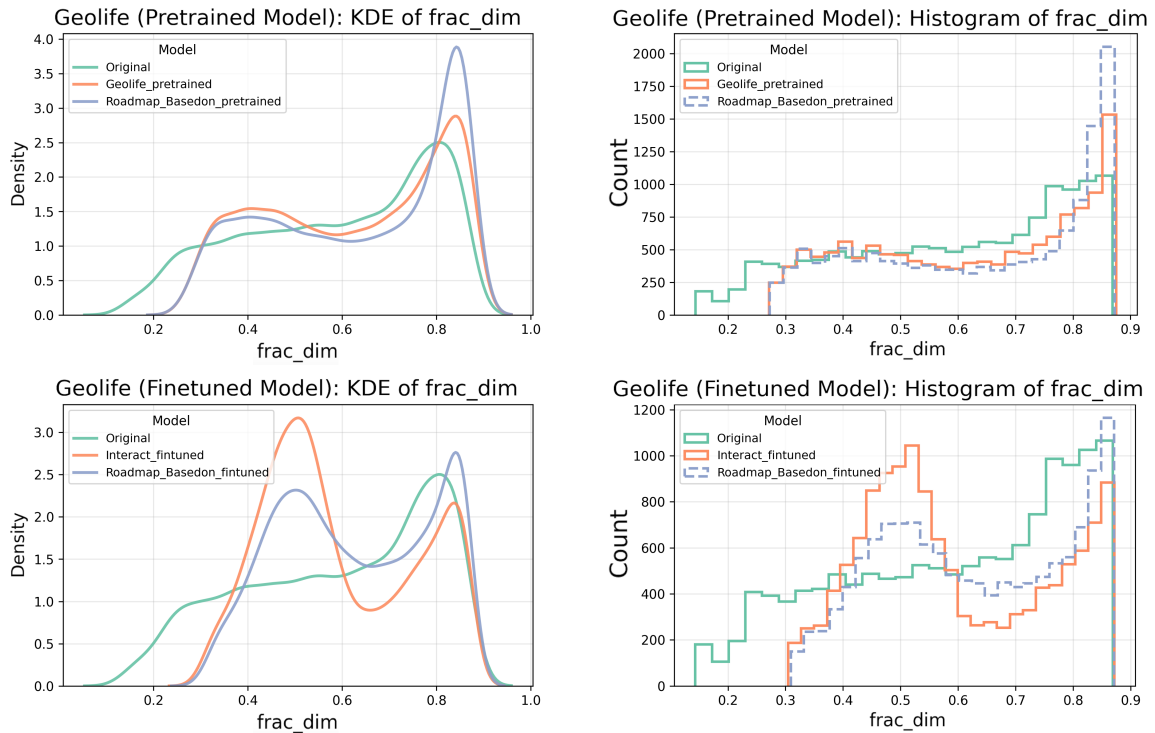 Geolife (Pretrained Model): KDE of frac_dim
4.0
3.5
3.0
2.5
2.0
1.5
1.0
0.5
0.0
Density
Model
Original
Geolife_pretrained
Roadmap_Basedon_pretrained
0.2
0.4
0.6
0.8
1.0
frac_dim
Geolife (Pretrained Model): Histogram of frac_dim
2000
1750
1500
1250
1000
750
500
250
0
Count
Model
Original
Geolife_pretrained
Roadmap_Basedon_pretrained
0.2
0.3
0.4
0.5
0.6
0.7
0.8
0.9
frac_dim
Geolife (Finetuned Model): KDE of frac_dim
3.0
2.5
2.0
1.5
1.0
0.5
0.0
Density
Model
Original
Interact_fintuned
Roadmap_Basedon_fintuned
0.2
0.4
0.6
0.8
1.0
frac_dim
Geolife (Finetuned Model): Histogram of frac_dim
1200
1000
800
600
400
200
0
Count
Model
Original
Interact_fintuned
Roadmap_Basedon_fintuned
0.2
0.3
0.4
0.5
0.6
0.7
0.8
0.9
frac_dim